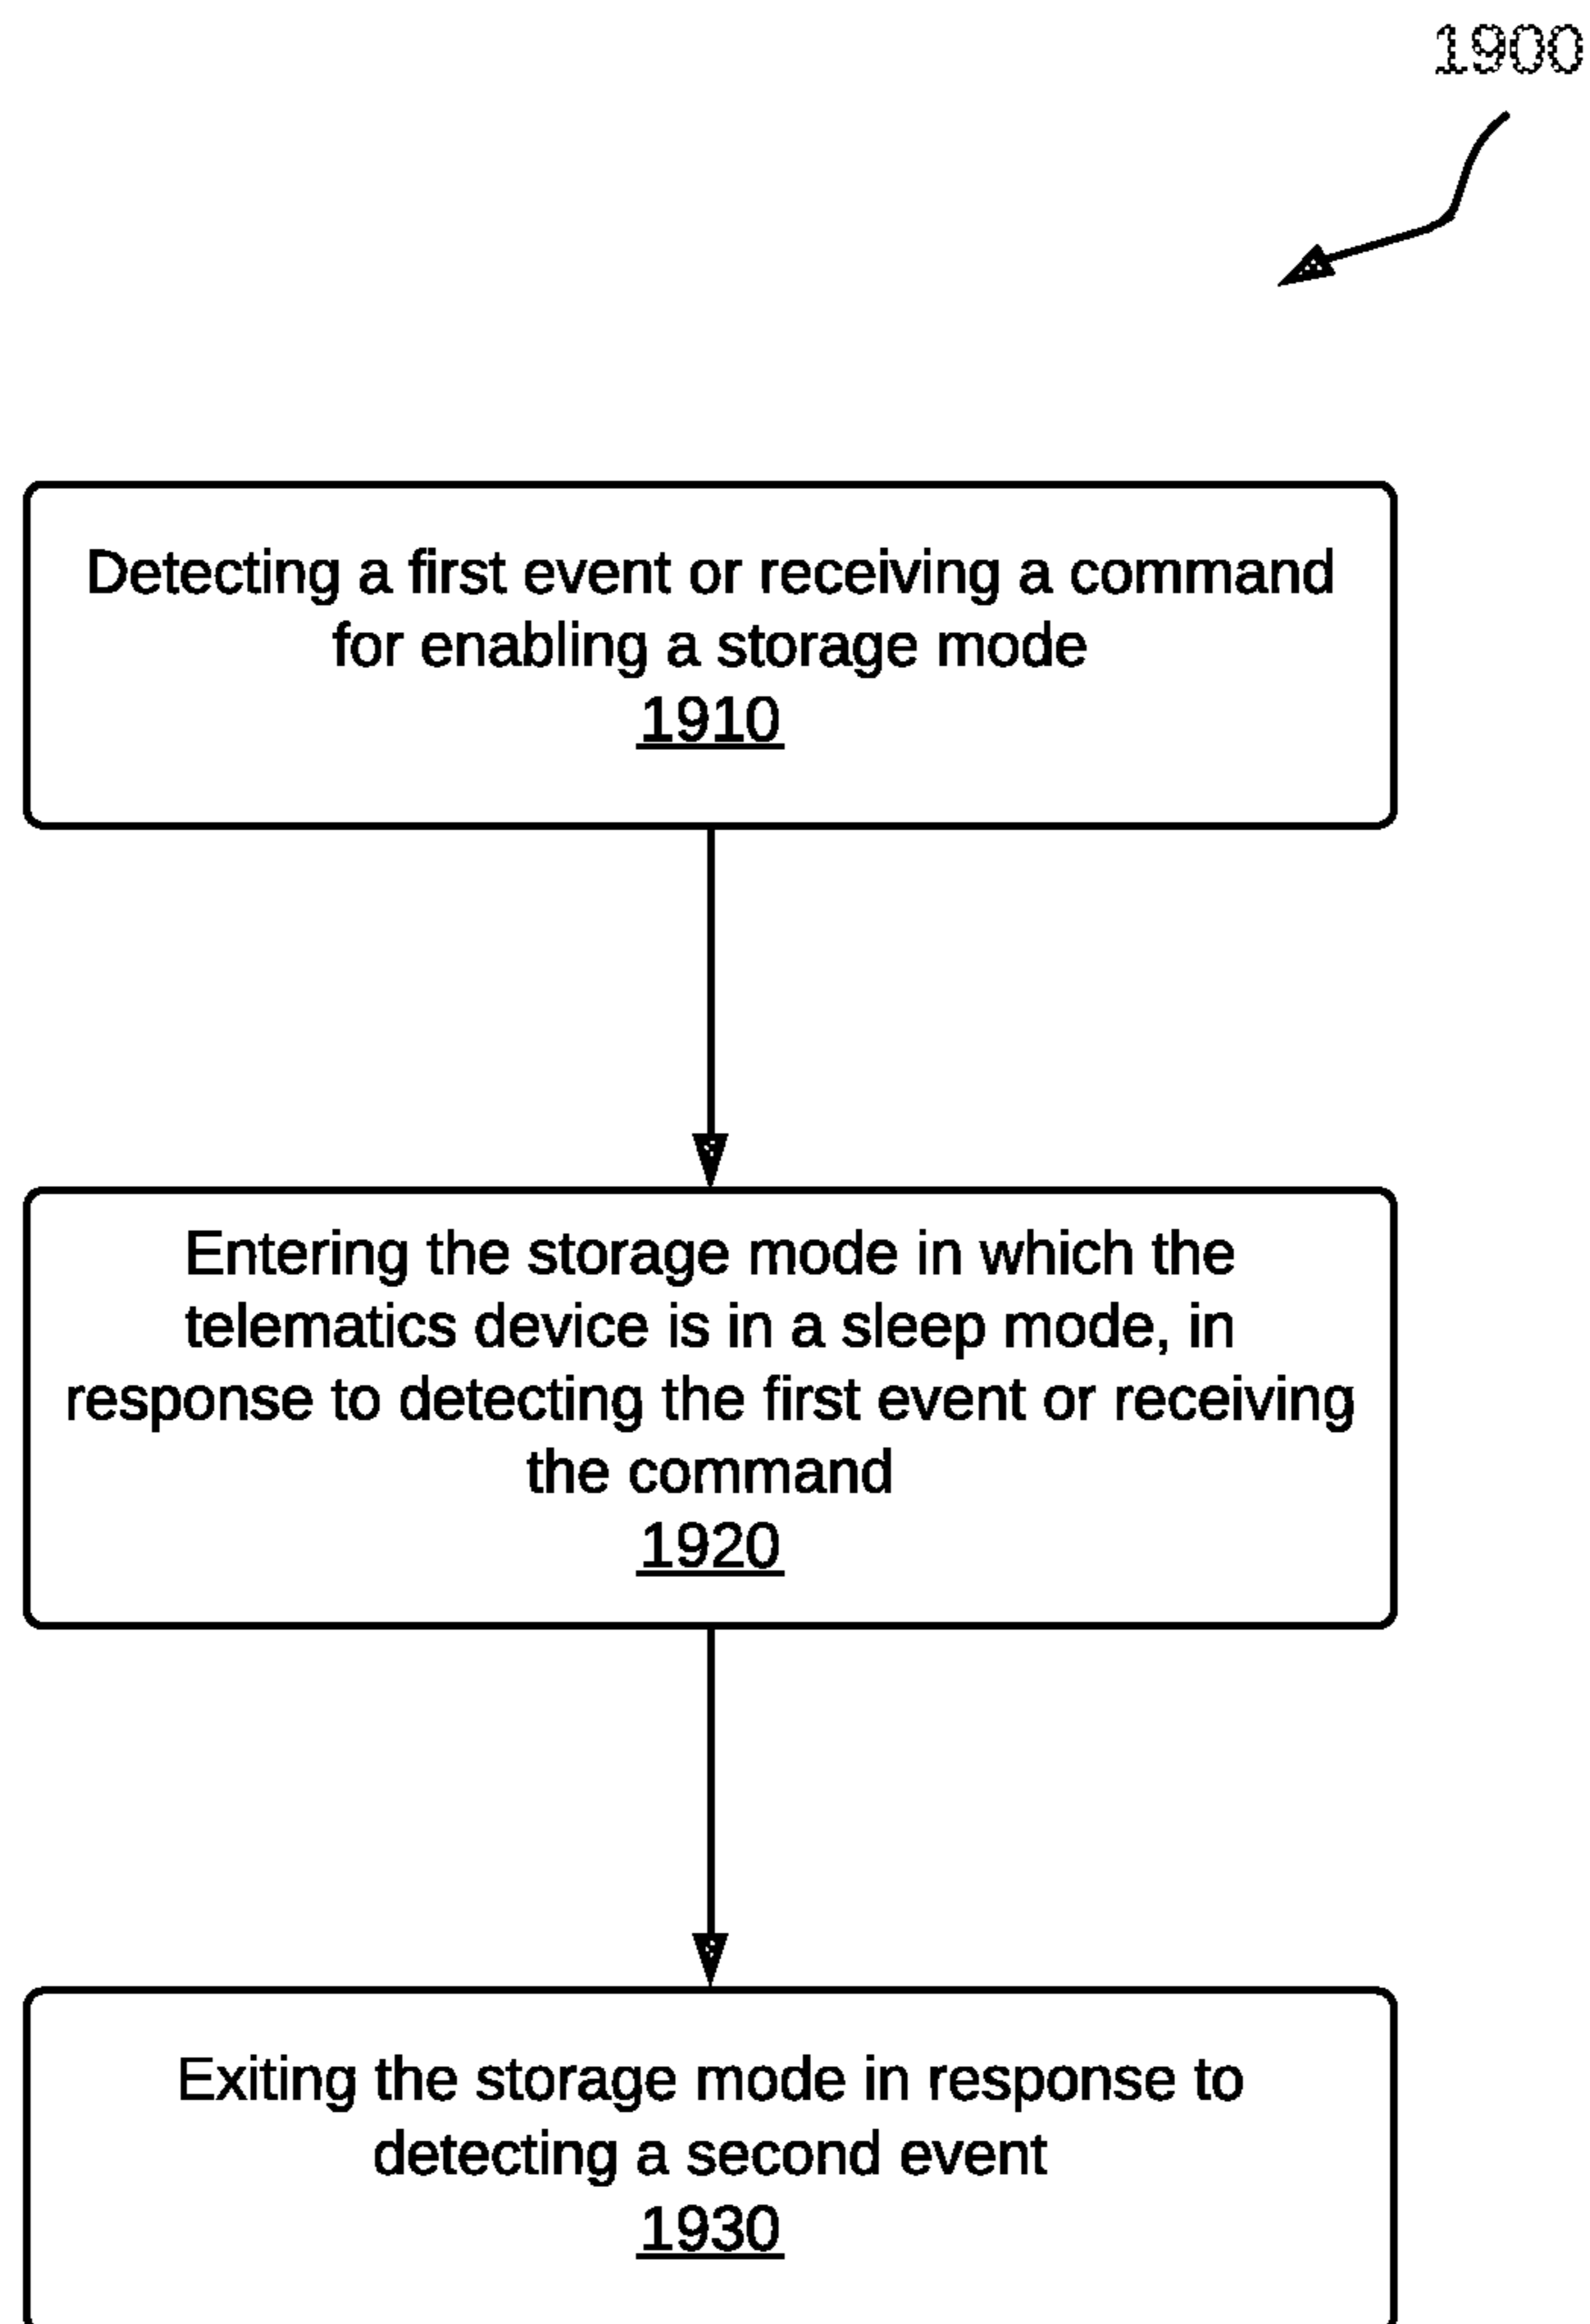 1900
Detecting a first event or receiving a command
for enabling a storage mode
1910
Entering the storage mode in which the
telematics device is in a sleep mode, in
response to detecting the first event or receiving
the command
1920
Exiting the storage mode in response to
detecting a second event
1930